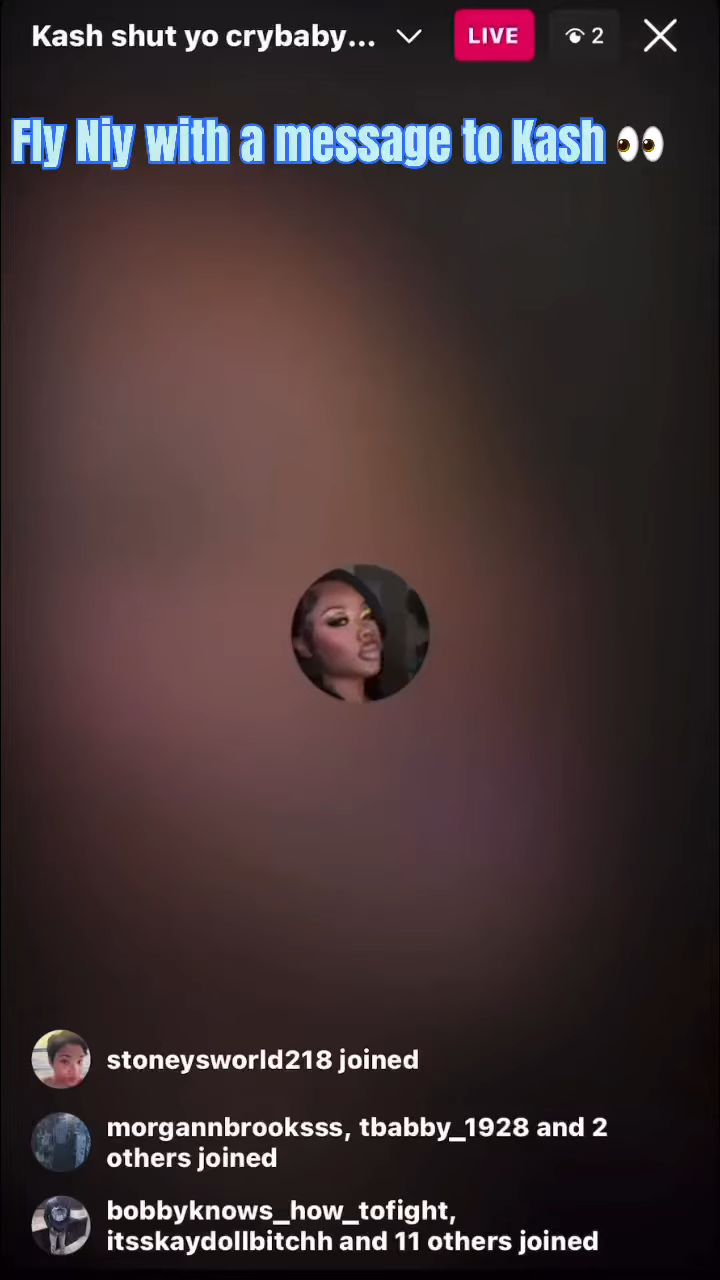 Kash shut yo crybaby...
LIVE
2
Fly Niy with a message to Kash 👀
stoneysworld218 joined
morgannbrooksss, tbabby_1928 and 2
others joined
bobbyknows_how_tofight,
itsskaydollbitchh and 11 others joined